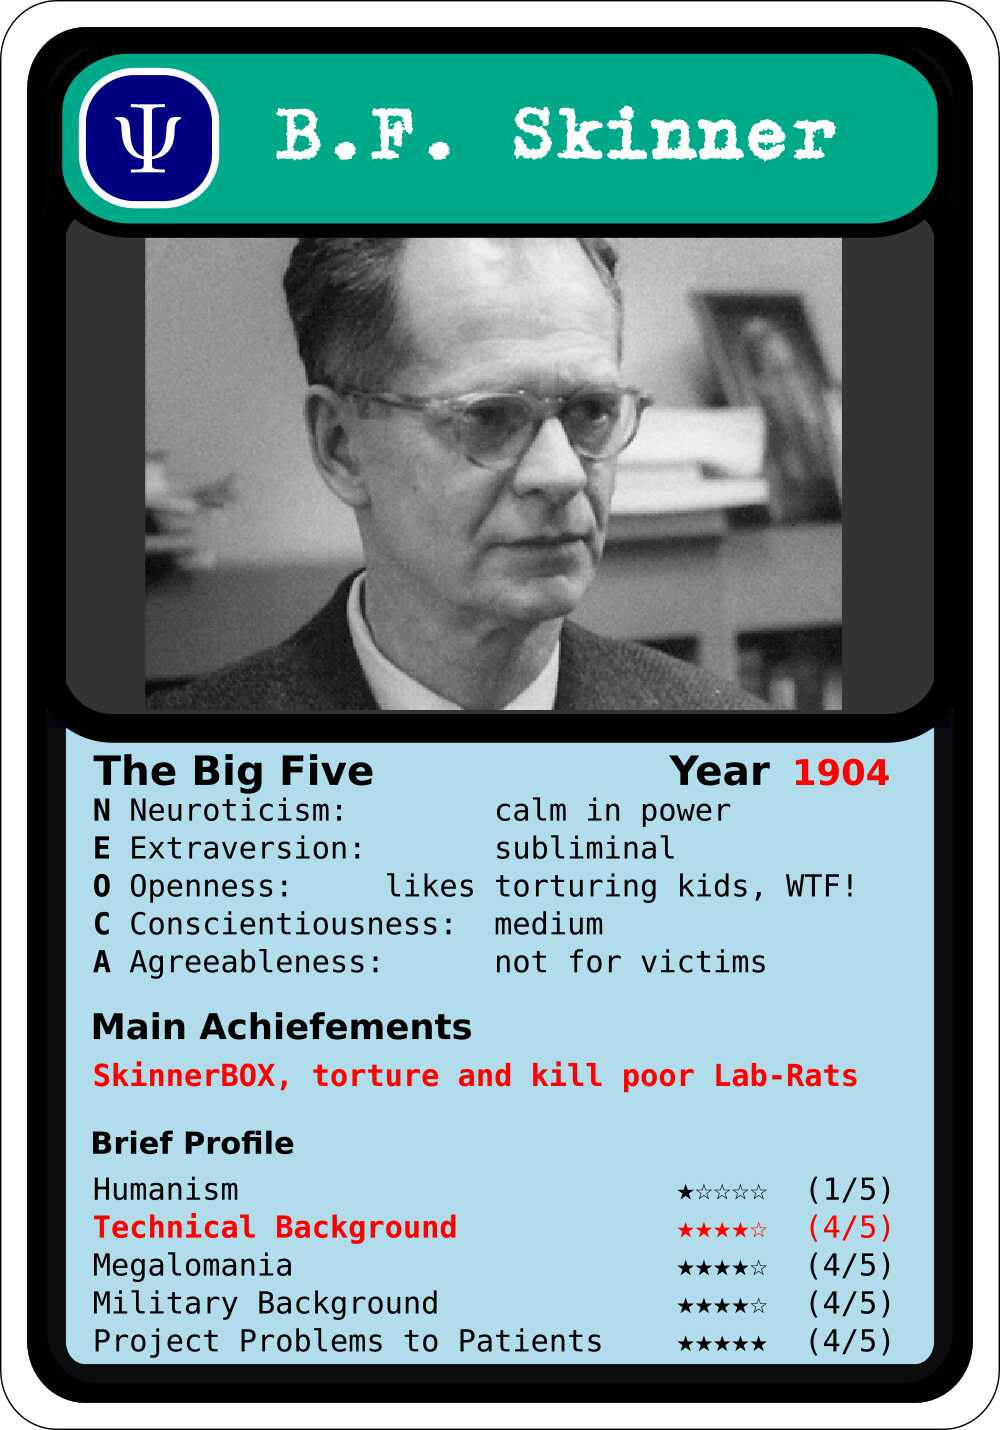 Ψ B.F. Skinner
The Big Five Year 1904
N Neuroticism: calm in power
E Extraversion: subliminal
O Openness: likes torturing kids, WTF!
C Conscientiousness: medium
A Agreeableness: not for victims
Main Achiefements
SkinnerBOX, torture and kill poor Lab-Rats
Brief Profile
Humanism ★☆☆☆☆ (1/5)
Technical Background ★★★★☆ (4/5)
Megalomania ★★★★☆ (4/5)
Military Background ★★★★☆ (4/5)
Project Problems to Patients ★★★★★ (4/5)